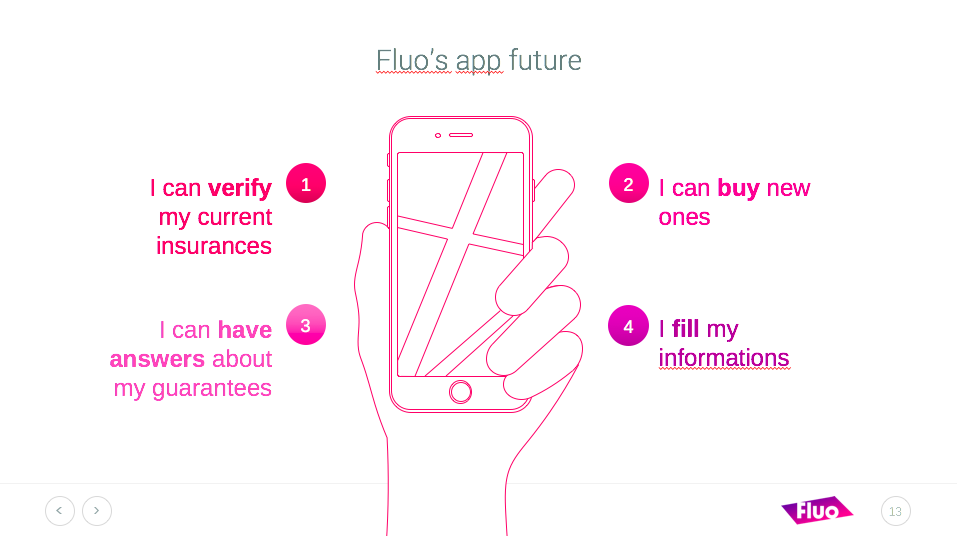 Fluo's app future
1
I can verify
my current
insurances
2
I can buy new
ones
3
I can have
answers about
my guarantees
4
I fill my
informations
<
>
Fluo
13